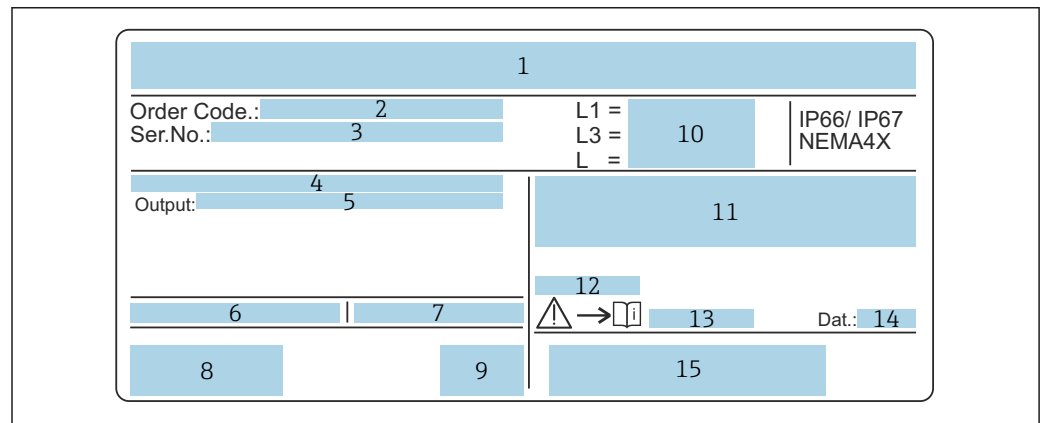 1
Order Code.: 2
Ser.No.: 3
L1 =
L3 =
L =
10
IP66/ IP67
NEMA4X
4
Output: 5
11
12
6
7
13
Dat.: 14
8
9
15